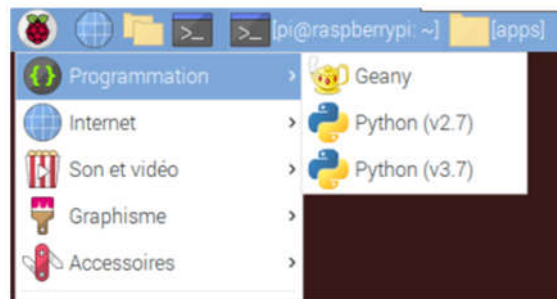 [pi@raspberrypi: ~] [apps]
Programmation
Geany
Internet
Python (v2.7)
Son et vidéo
Python (v3.7)
Graphisme
Accessoires